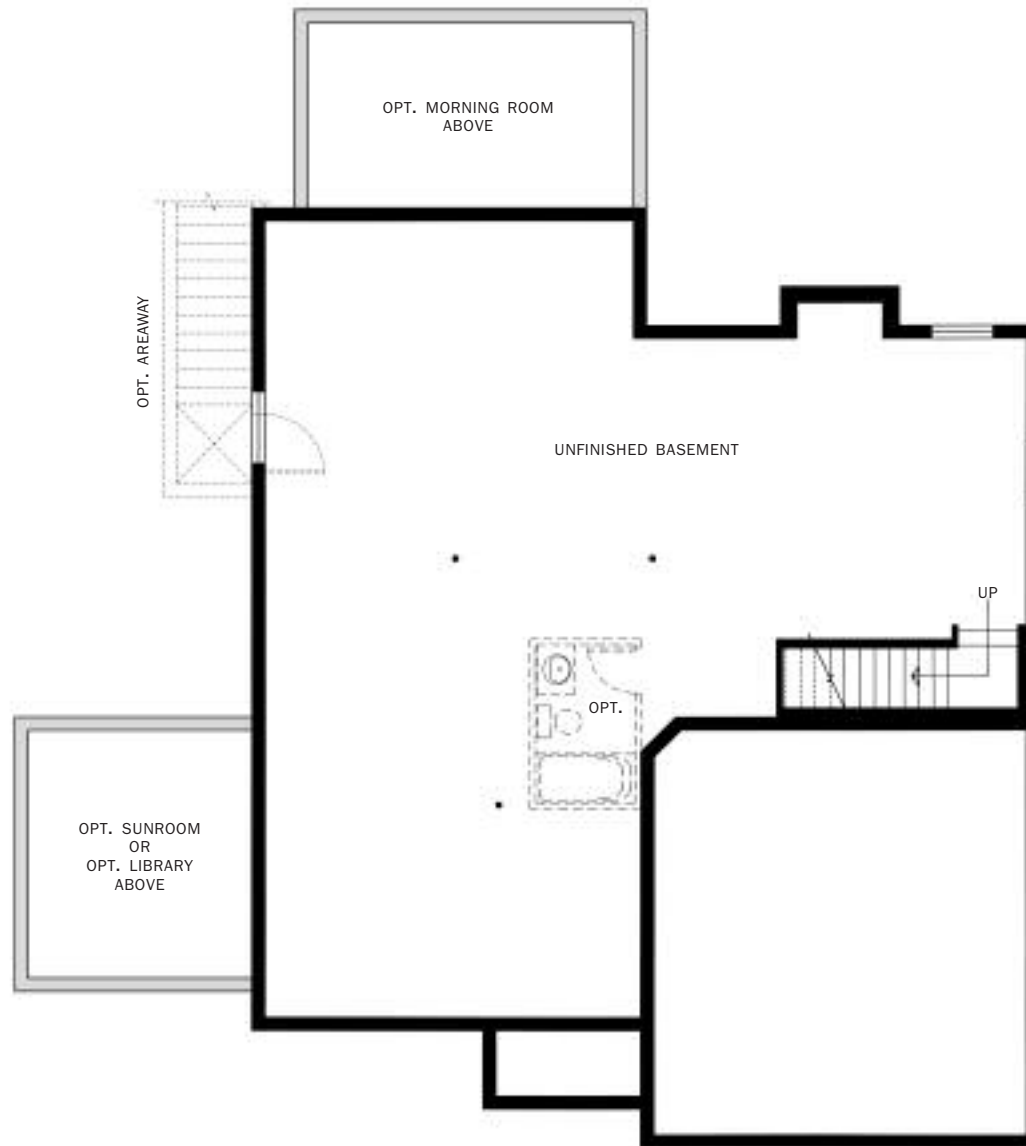 OPT. MORNING ROOM
ABOVE
OPT. AREAWAY
UNFINISHED BASEMENT
UP
OPT.
OPT. SUNROOM
OR
OPT. LIBRARY
ABOVE